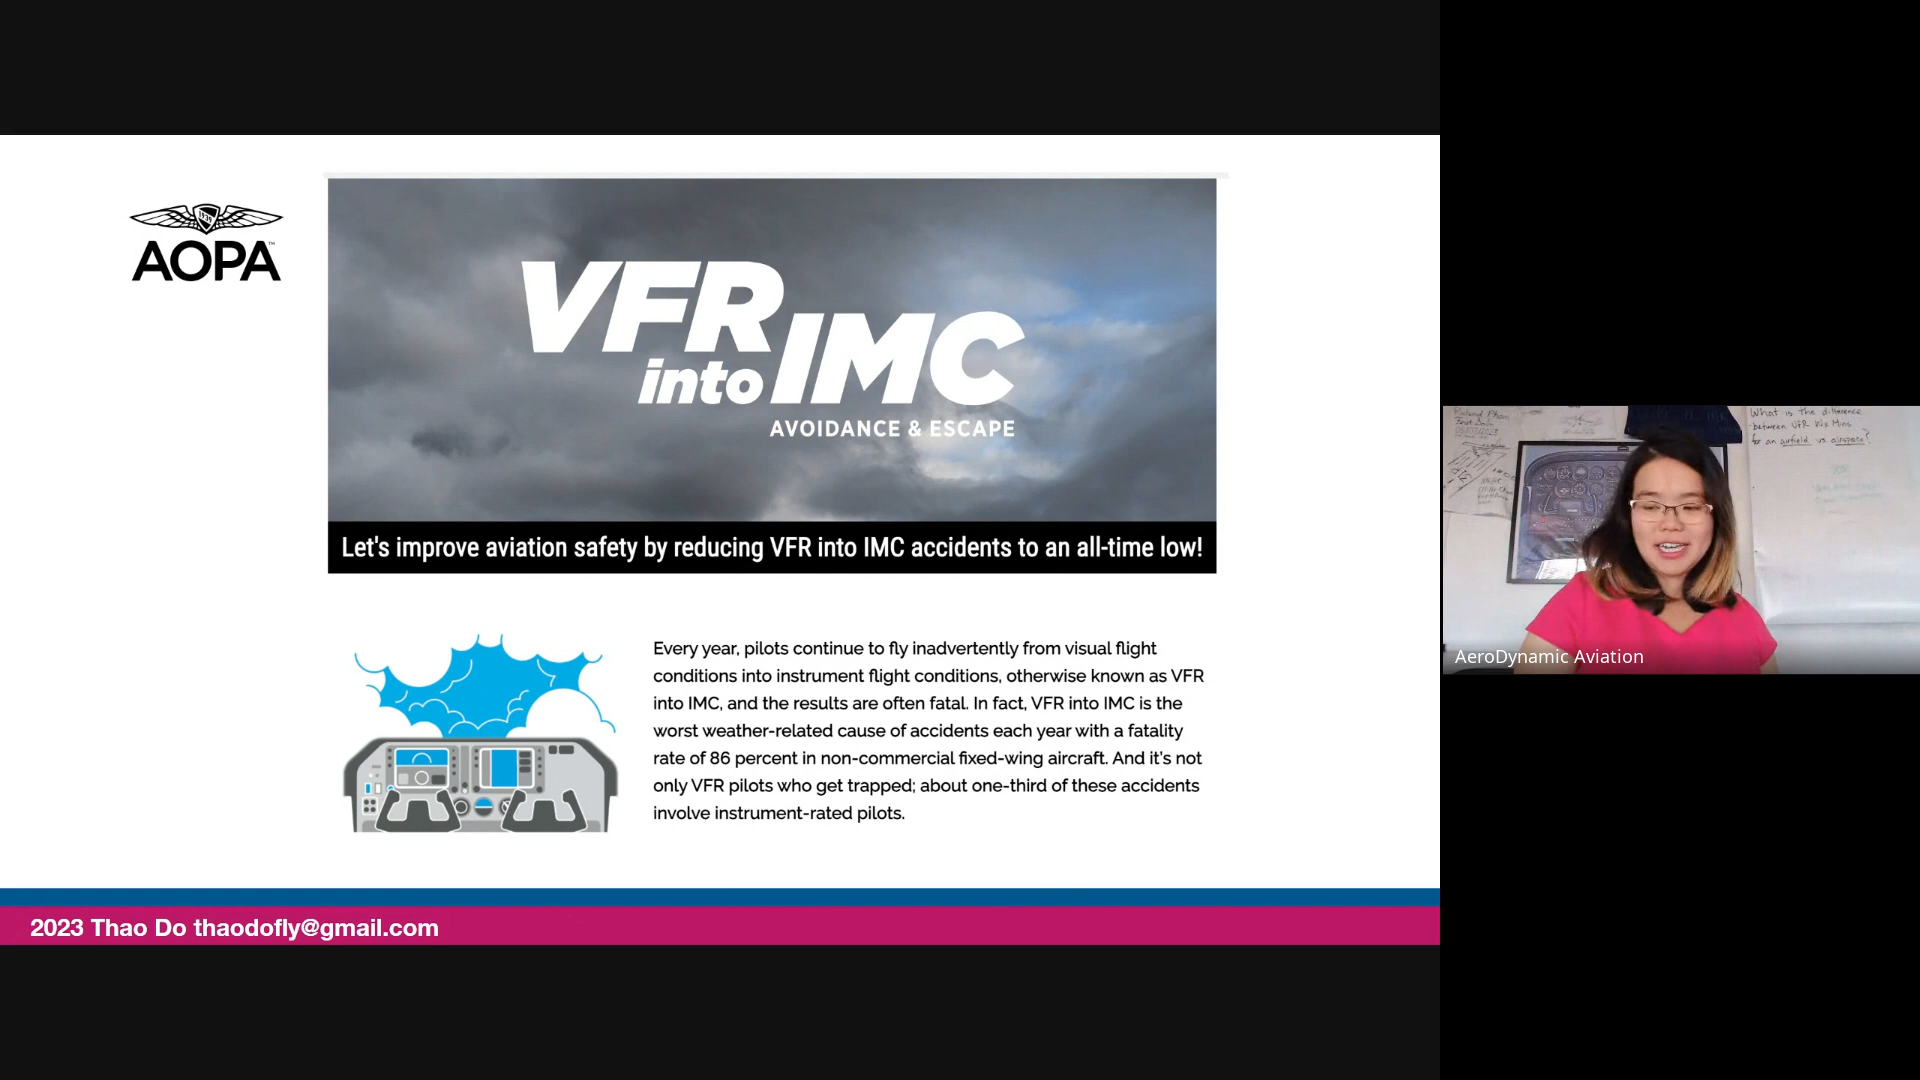 1939
AOPA™
VFR
into IMC
AVOIDANCE & ESCAPE
Let's improve aviation safety by reducing VFR into IMC accidents to an all-time low!
Every year, pilots continue to fly inadvertently from visual flight
conditions into instrument flight conditions, otherwise known as VFR
into IMC, and the results are often fatal. In fact, VFR into IMC is the
worst weather-related cause of accidents each year with a fatality
rate of 86 percent in non-commercial fixed-wing aircraft. And it's not
only VFR pilots who get trapped; about one-third of these accidents
involve instrument-rated pilots.
2023 Thao Do thaodofly@gmail.com
What is the difference
between VFR Wx Mins
for an airfield vs. airspace?
AeroDynamic Aviation